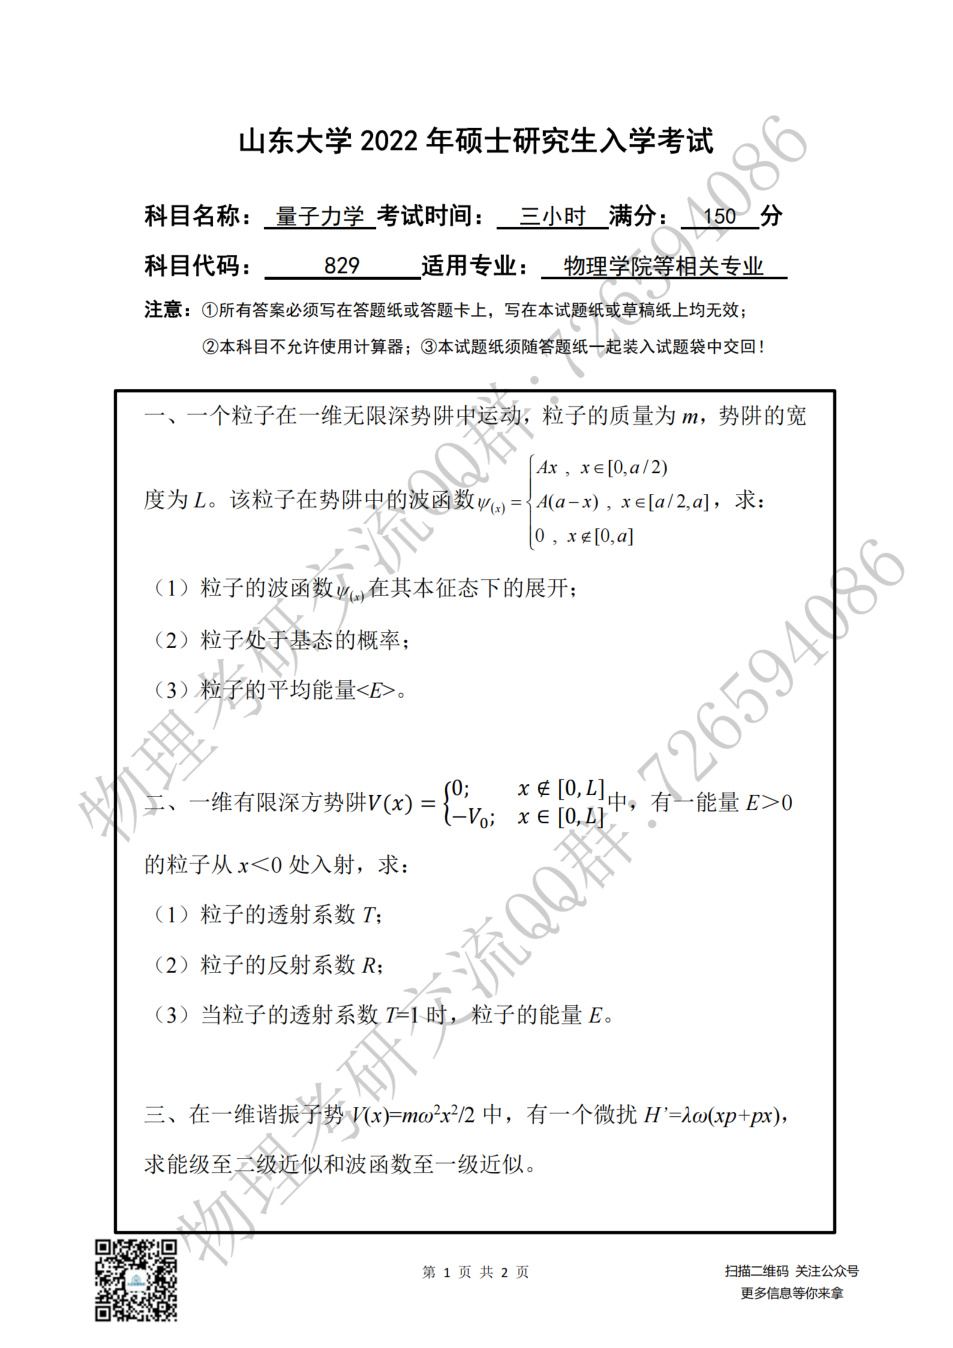 山东大学 2022 年硕士研究生入学考试
科目名称： 量子力学 考试时间： 三小时 满分： 150 分
科目代码： 829 适用专业： 物理学院等相关专业
注意：①所有答案必须写在答题纸或答题卡上，写在本试题纸或草稿纸上均无效；
②本科目不允许使用计算器；③本试题纸须随答题纸一起装入试题袋中交回！
一、一个粒子在一维无限深势阱中运动，粒子的质量为 m，势阱的宽
度为 L。该粒子在势阱中的波函数ψ(x) = { Ax , x∈[0,a/2)
A(a−x) , x∈[a/2,a] ，求：
0 , x∉[0,a]
（1）粒子的波函数ψ(x)在其本征态下的展开；
（2）粒子处于基态的概率；
（3）粒子的平均能量<E>。
二、一维有限深方势阱V(x) = { 0; x ∉ [0, L]
−V₀; x ∈ [0, L] 中，有一能量 E＞0
的粒子从 x＜0 处入射，求：
（1）粒子的透射系数 T；
（2）粒子的反射系数 R；
（3）当粒子的透射系数 T=1 时，粒子的能量 E。
三、在一维谐振子势 V(x)=mω²x²/2 中，有一个微扰 H’=λω(xp+px)，
求能级至二级近似和波函数至一级近似。
物理考研交流QQ群：726594086
物理考研交流QQ群：726594086
第 1 页 共 2 页
扫描二维码 关注公众号
更多信息等你来拿